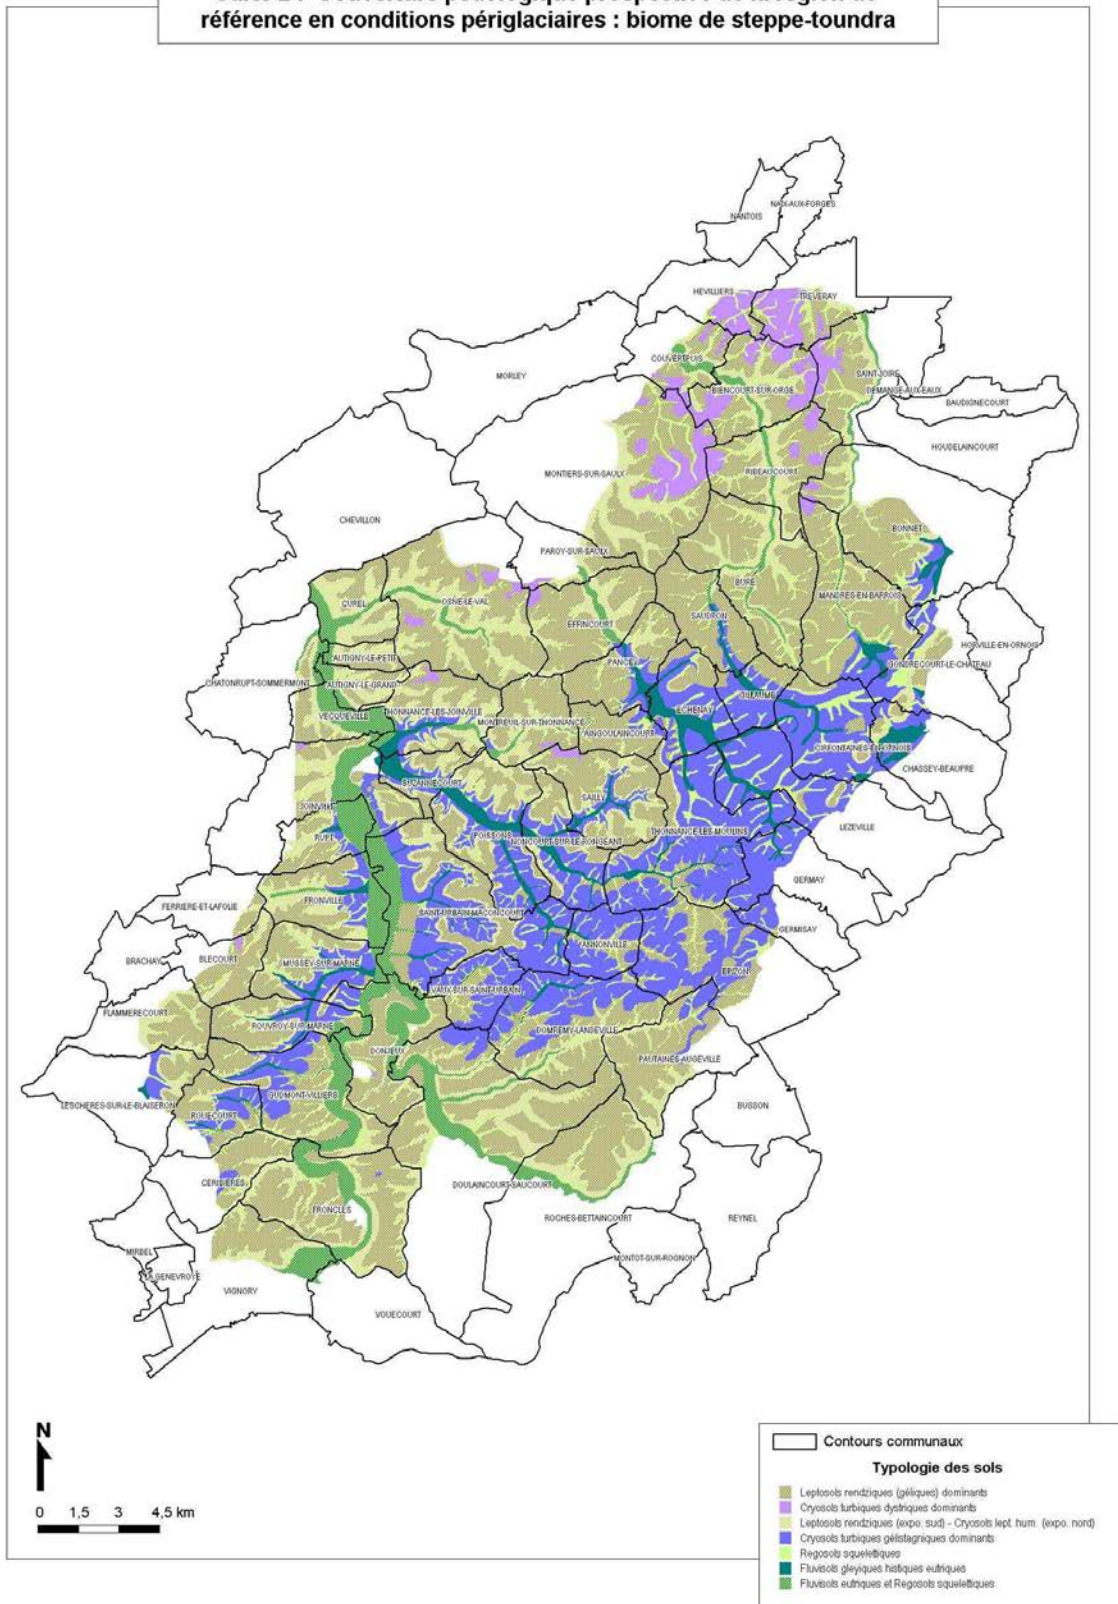 référence en conditions périglaciaires : biome de steppe-toundra
NAIX-AUX-FORGES
NANTOIS
HEVILLIERS
TREVERAY
COUVERTPUIS
MORLEY
SAINT-JOIRE
BIENCOURT-SUR-ORGE
DEMANGE-AUX-EAUX
BAUDIGNECOURT
HOUDELAINCOURT
MONTIERS-SUR-SAULX
RIBEAUCOURT
CHEVILLON
BONNET
PAROY-SUR-SAULX
BURE
MANDRES-EN-BARROIS
CUREL
OSNE-LE-VAL
SAUDRON
EFFINCOURT
HORVILLE-EN-ORNOIS
AUTIGNY-LE-PETIT
PANCE
GONDRECOURT-LE-CHATEAU
CHATONRUPT-SOMMERMONT
AUTIGNY-LE-GRAND
GILLAUME
ECHENAY
VECQUEVILLE
THONNANCE-LES-JOINVILLE
MONTREUIL-SUR-THONNANCE
AINGOULAINCOURT
CIRFONTAINES-EN-ORNOIS
CHASSEY-BEAUPRE
SUZANNECOURT
SAILLY
JOINVILLE
LEZEVILLE
RUPT
POISSONS
NONCOURT-SUR-LE-RONGEANT
THONNANCE-LES-MOULINS
GERMAY
FERRIERE-ET-LAFOLIE
FRONVILLE
SAINT-URBAIN-MACONCOURT
GERMISAY
ANNONVILLE
BRACHAY
BLECOURT
MUSSEY-SUR-MARNE
EPIZON
VAUX-SUR-SAINT-URBAIN
FLAMMERECOURT
ROUVROY-SUR-MARNE
DOMREMY-LANDEVILLE
DONJEUX
PAUTAINES-AUGEVILLE
LESCHERES-SUR-LE-BLAISERON
GUDMONT-VILLIERS
BUSSON
ROUECOURT
CERISIERES
DOULAINCOURT-SAUCOURT
FRONCLES
ROCHES-BETTAINCOURT
REYNEL
MIRBEL
MONTOT-SUR-ROGNON
LA GENEVROYE
VIGNORY
VOUECOURT
N
0 1,5 3 4,5 km
Contours communaux
Typologie des sols
Leptosols rendziques (géliques) dominants
Cryosols turbiques dystriques dominants
Leptosols rendziques (expo. sud) - Cryosols lept. hum. (expo. nord)
Cryosols turbiques gélistagniques dominants
Regosols squelettiques
Fluvisols gleyiques histiques eutriques
Fluvisols eutriques et Regosols squelettiques